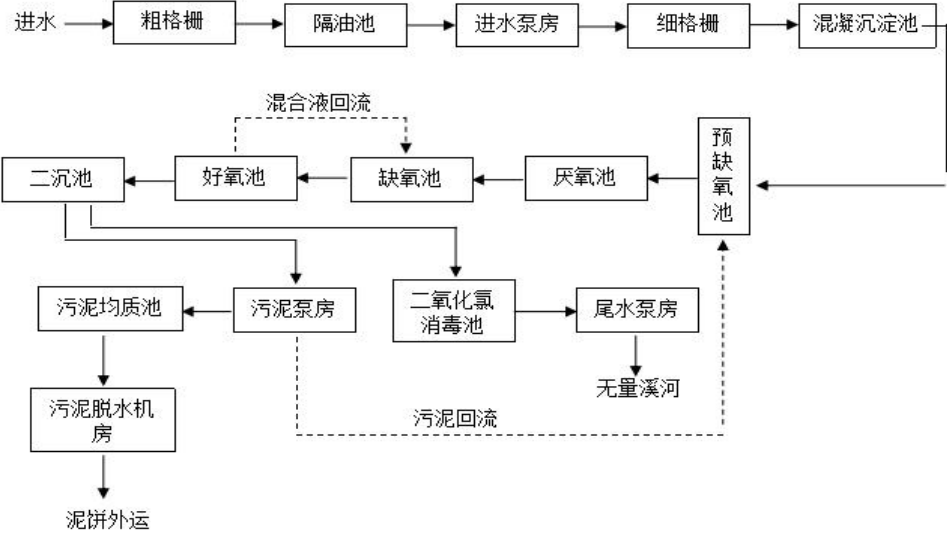 进水
粗格栅
隔油池
进水泵房
细格栅
混凝沉淀池
混合液回流
预
缺
氧
池
二沉池
好氧池
缺氧池
厌氧池
污泥均质池
污泥泵房
二氧化氯
消毒池
尾水泵房
无量溪河
污泥脱水机
房
污泥回流
泥饼外运